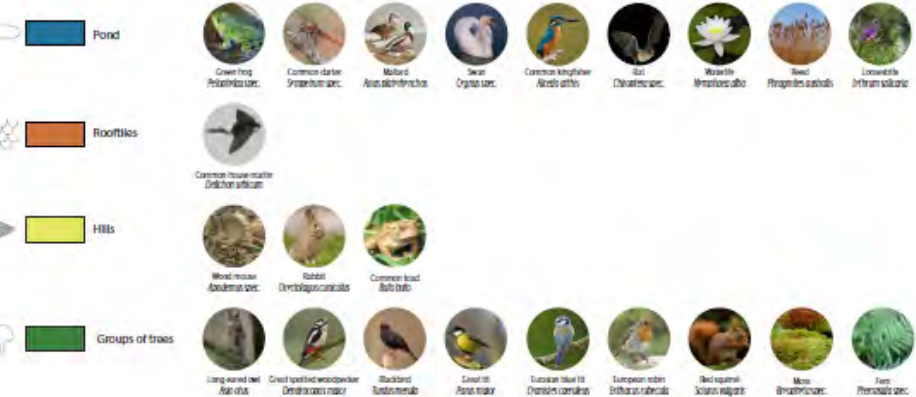 Pond
Green frog
Common darter
Mallard
Swan
Common kingfisher
Bat
Waterlily
Reed
Loosestrife
Pelophylax spec.
Sympetrum spec.
Anas platyrhynchos
Cygnus spec.
Alcedo atthis
Chiroptera spec.
Nymphaea alba
Phragmites australis
Lythrum salicaria
Rooftiles
Common house martin
Delichon urbicum
Hills
Wood mouse
Rabbit
Common toad
Apodemus spec.
Oryctolagus cuniculus
Bufo bufo
Groups of trees
Long-eared owl
Great spotted woodpecker
Blackbird
Great tit
Eurasian blue tit
European robin
Red squirrel
Moss
Fern
Asio otus
Dendrocopos major
Turdus merula
Parus major
Cyanistes caeruleus
Erithacus rubecula
Sciurus vulgaris
Bryophyta spec.